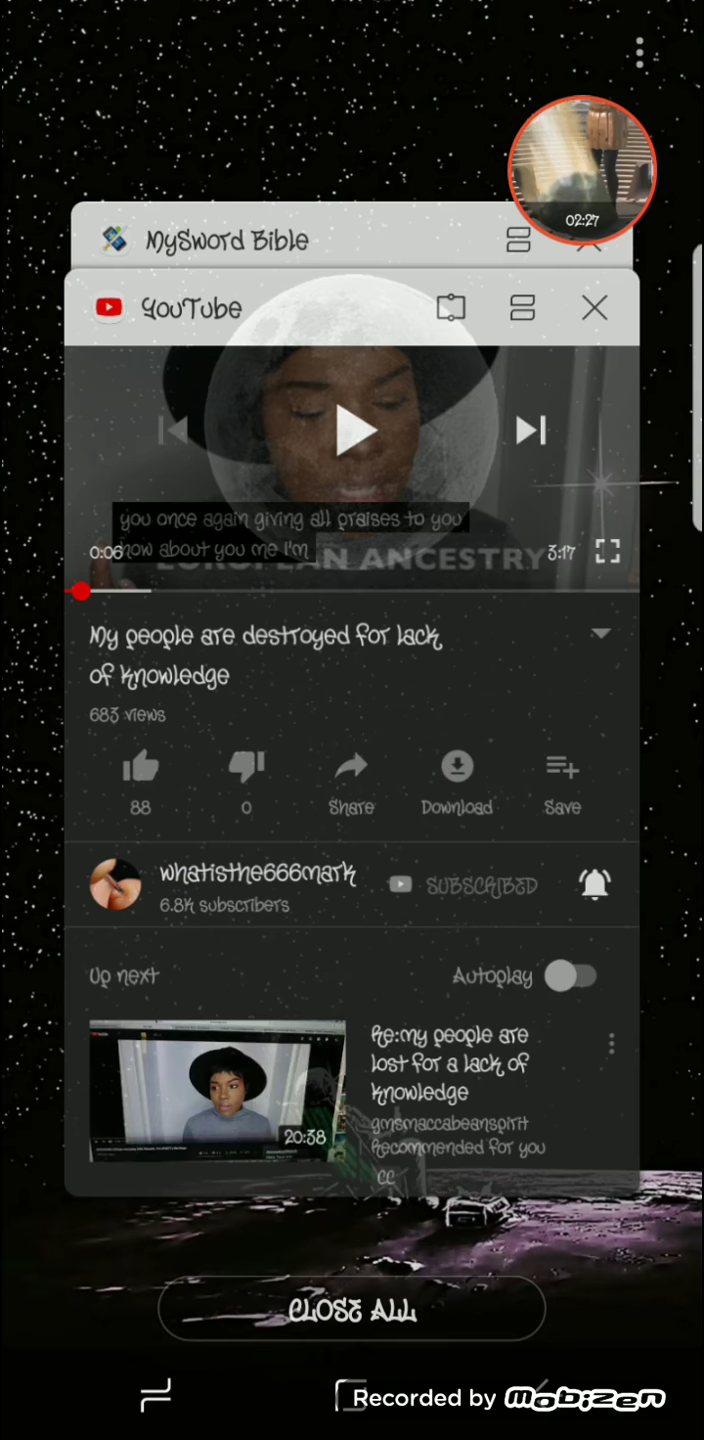 02:27
MySword Bible
YouTube
you once again giving all praises to you
now about you me I'm
0:06
EUROPEAN ANCESTRY
3:17
My people are destroyed for lack
of knowledge
683 views
88
0
Share
Download
Save
whatisthe666mark
SUBSCRIBED
6.8K subscribers
Up next
Autoplay
Re:my people are
lost for a lack of
knowledge
20:38
gmsmaccabeanspirit
Recommended for you
CC
CLOSE ALL
Recorded by Mobizen